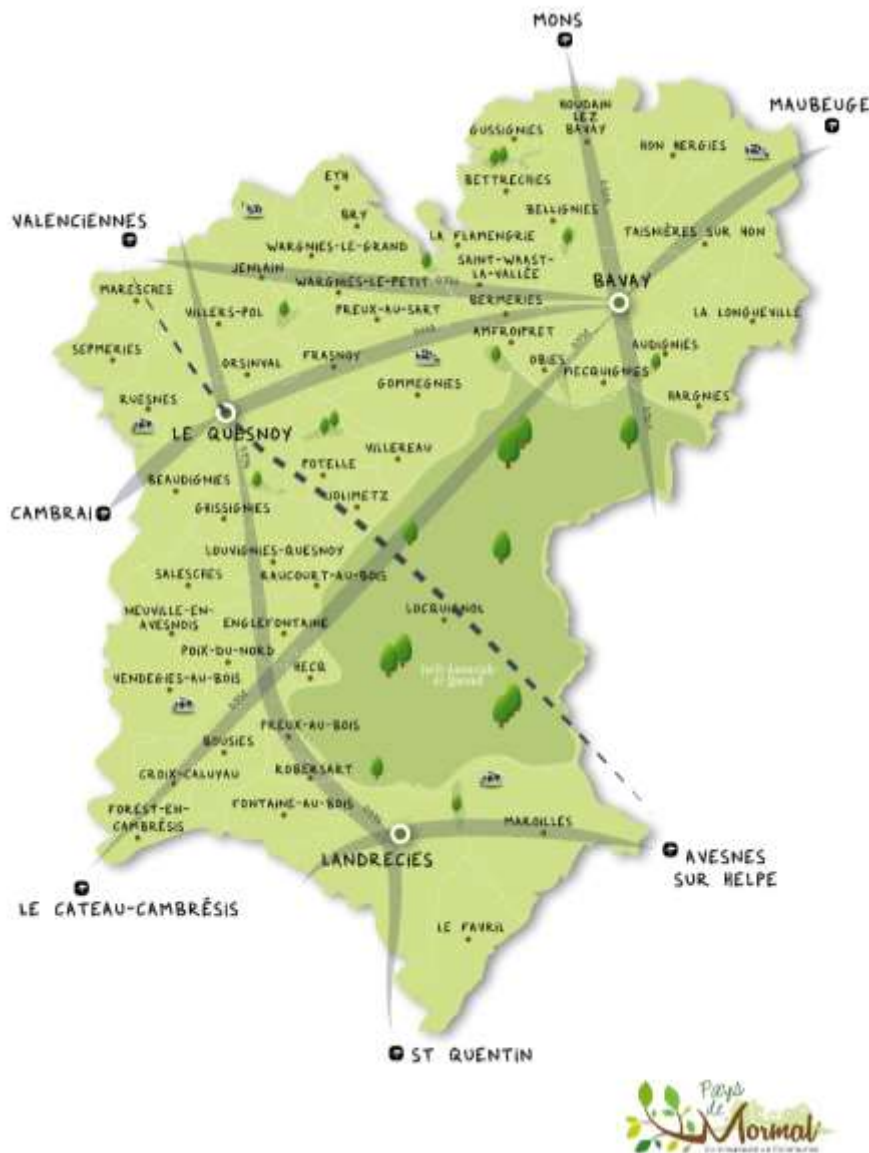 MONS
MAUBEUGE
HOUDAIN
LEZ
BAVAY
GUSSIGNIES
HON HERGIES
ETH
BETTRECHES
BRY
BELLIGNIES
VALENCIENNES
LA FLAMENGRIE
TAISNIÈRES SUR HON
WARGNIES-LE-GRAND
SAINT-WAAST-
LA-VALLÉE
JENLAIN
BAVAY
MARESCHES
WARGNIES-LE-PETIT
BERMERIES
VILLERS-POL
PREUX-AU-SART
LA LONGUEVILLE
AMFROIPRET
SEPMERIES
AUDIGNIES
ORSINVAL
FRASNOY
OBIES
MECQUIGNIES
GOMMEGNIES
HARGNIES
RUESNES
LE QUESNOY
VILLEREAU
POTELLE
BEAUDIGNIES
JOLIMETZ
CAMBRAI
GHISSIGNIES
LOUVIGNIES-QUESNOY
SALESCHES
RAUCOURT-AU-BOIS
NEUVILLE-EN-
AVESNOIS
LOCQUIGNOL
ENGLEFONTAINE
POIX-DU-NORD
HECQ
VENDEGIES-AU-BOIS
PREUX-AU-BOIS
BOUSIES
CROIX-CALUYAU
ROBERSART
FOREST-EN-
CAMBRÉSIS
FONTAINE-AU-BOIS
MAROILLES
LANDRECIES
AVESNES
SUR HELPE
LE CATEAU-CAMBRÉSIS
LE FAVRIL
ST QUENTIN
Pays
de
Mormal